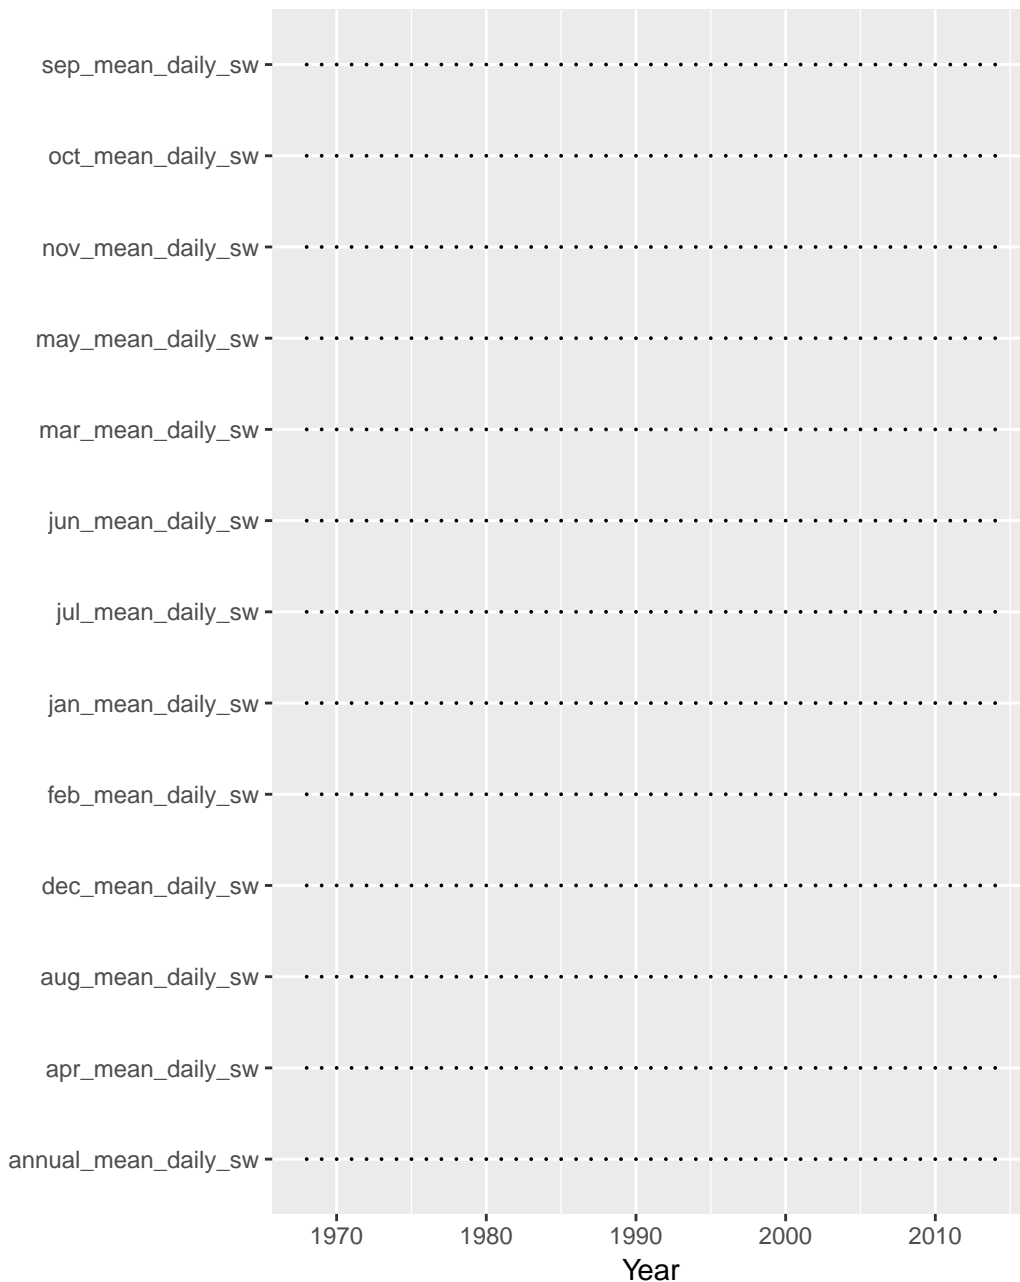 sep_mean_daily_sw
oct_mean_daily_sw
nov_mean_daily_sw
may_mean_daily_sw
mar_mean_daily_sw
jun_mean_daily_sw
jul_mean_daily_sw
jan_mean_daily_sw
feb_mean_daily_sw
dec_mean_daily_sw
aug_mean_daily_sw
apr_mean_daily_sw
annual_mean_daily_sw
1970 1980 1990 2000 2010
Year